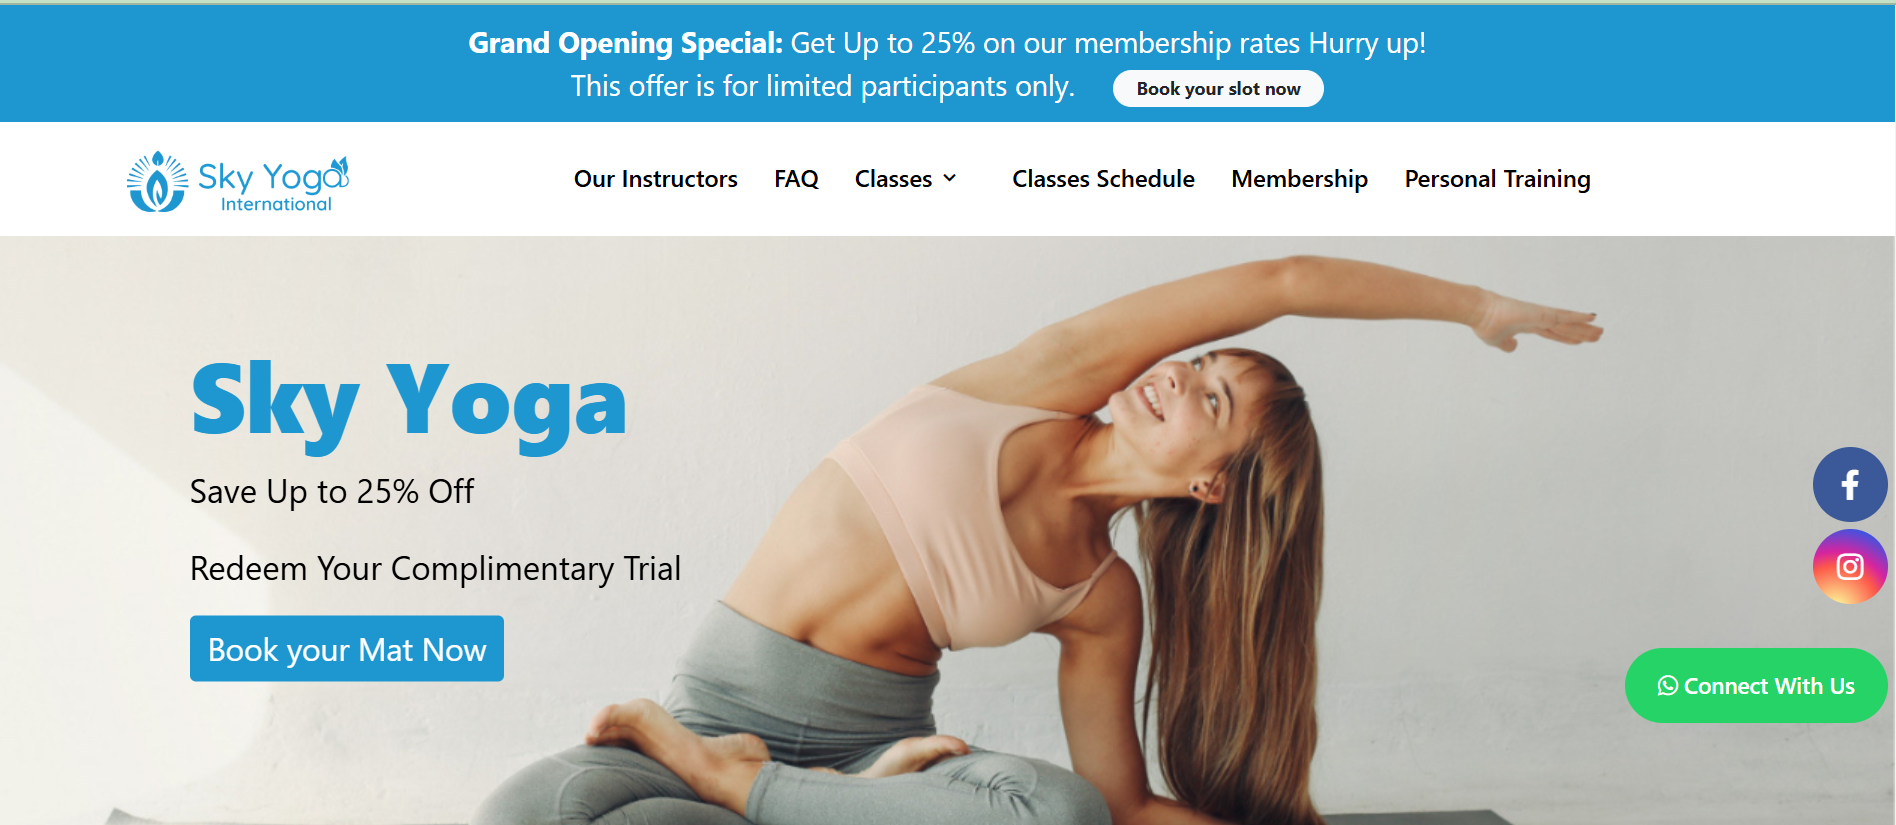 Grand Opening Special: Get Up to 25% on our membership rates Hurry up!
This offer is for limited participants only.
Book your slot now
Sky Yoga
International
Our Instructors
FAQ
Classes
Classes Schedule
Membership
Personal Training
Sky Yoga
Save Up to 25% Off
Redeem Your Complimentary Trial
Book your Mat Now
Connect With Us